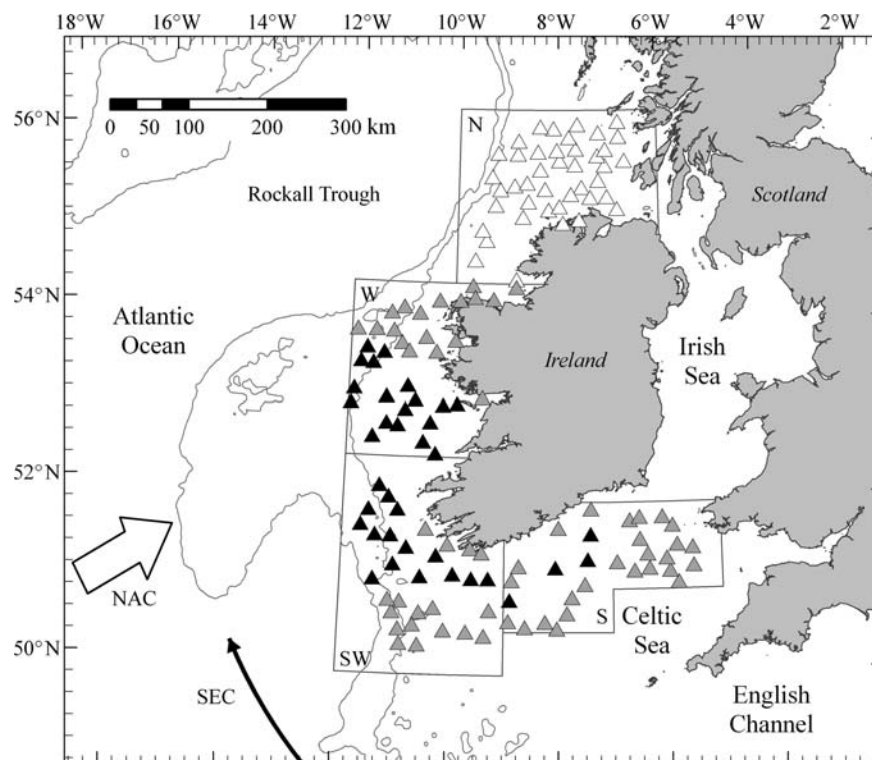 18°W 16°W 14°W 12°W 10°W 8°W 6°W 4°W 2°W
56°N
0 50 100 200 300 km
N
Rockall Trough
Scotland
54°N
W
Atlantic
Ocean
Irish
Sea
Ireland
52°N
NAC
50°N
S
Celtic
Sea
SW
SEC
English
Channel